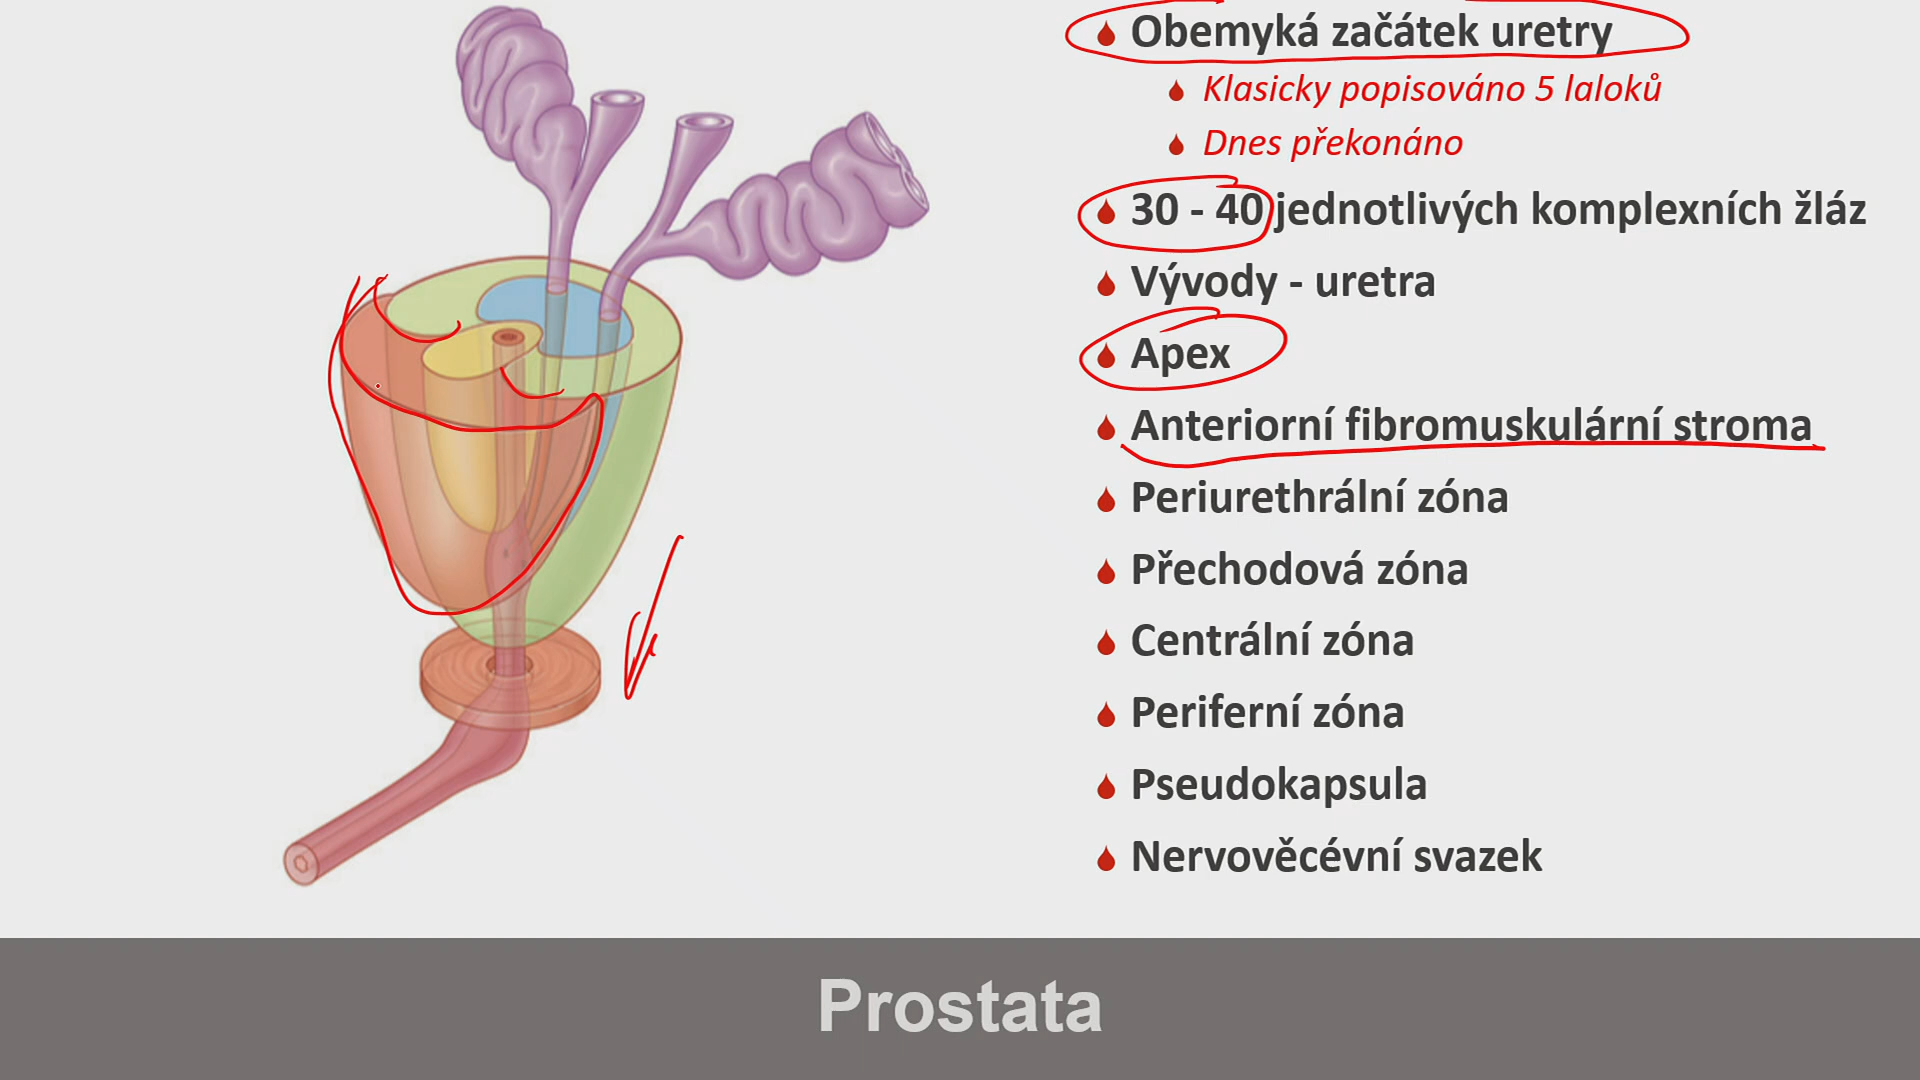 Obemyká začátek uretry
Klasicky popisováno 5 laloků
Dnes překonáno
30 - 40 jednotlivých komplexních žláz
Vývody - uretra
Apex
Anteriorní fibromuskulární stroma
Periurethrální zóna
Přechodová zóna
Centrální zóna
Periferní zóna
Pseudokapsula
Nervověcévní svazek
Prostata